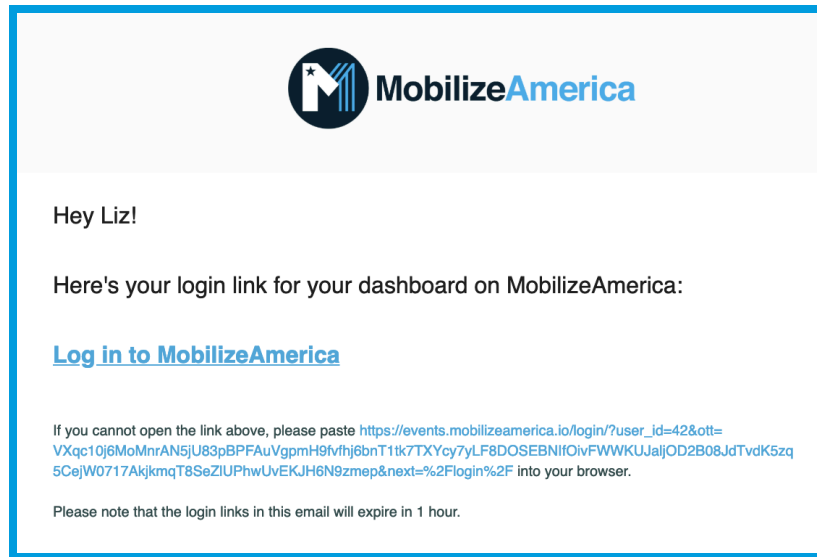 MobilizeAmerica
Hey Liz!
Here's your login link for your dashboard on MobilizeAmerica:
Log in to MobilizeAmerica
If you cannot open the link above, please paste https://events.mobilizeamerica.io/login/?user_id=42&ott=
VXqc10j6MoMnrAN5jU83pBPFAuVgpmH9fvfhj6bnT1tk7TXYcy7yLF8DOSEBNIfOivFWWKUJaljOD2B08JdTvdK5zq
5CejW0717AkjkmqT8SeZlUPhwUvEKJH6N9zmep&next=%2Flogin%2F into your browser.
Please note that the login links in this email will expire in 1 hour.